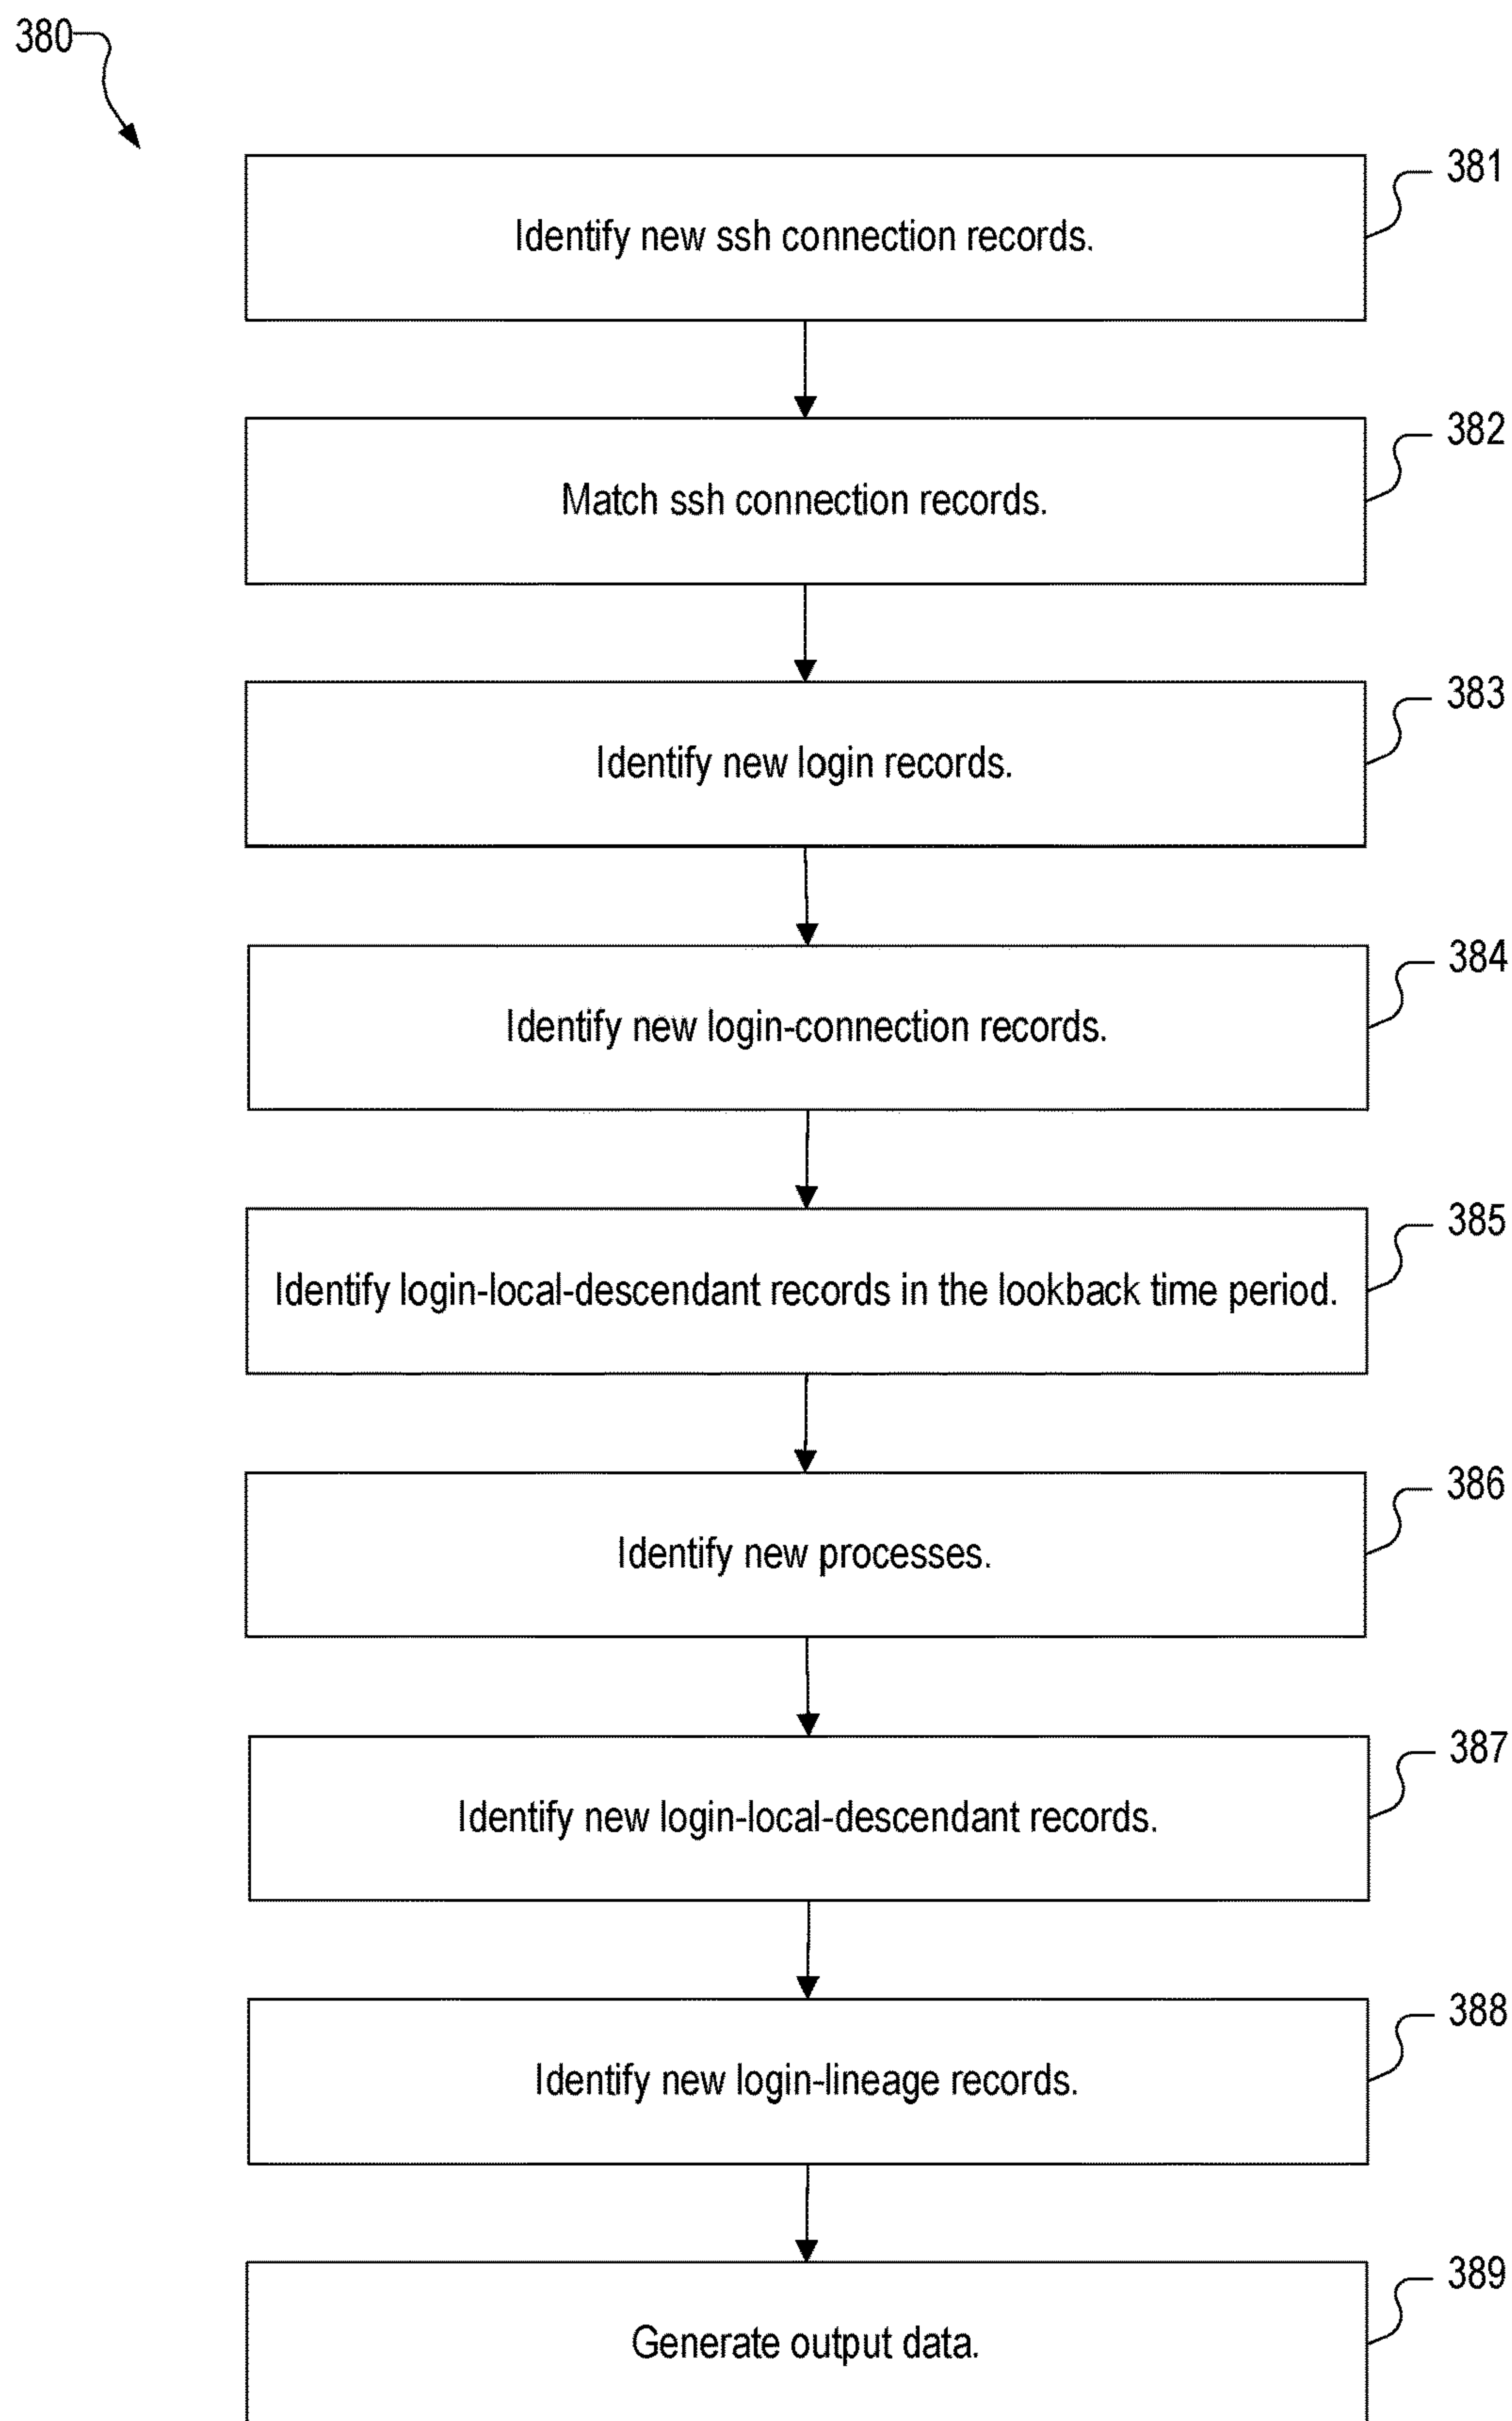 380
381
Identify new ssh connection records.
382
Match ssh connection records.
383
Identify new login records.
384
Identify new login-connection records.
385
Identify login-local-descendant records in the lookback time period.
386
Identify new processes.
387
Identify new login-local-descendant records.
388
Identify new login-lineage records.
389
Generate output data.